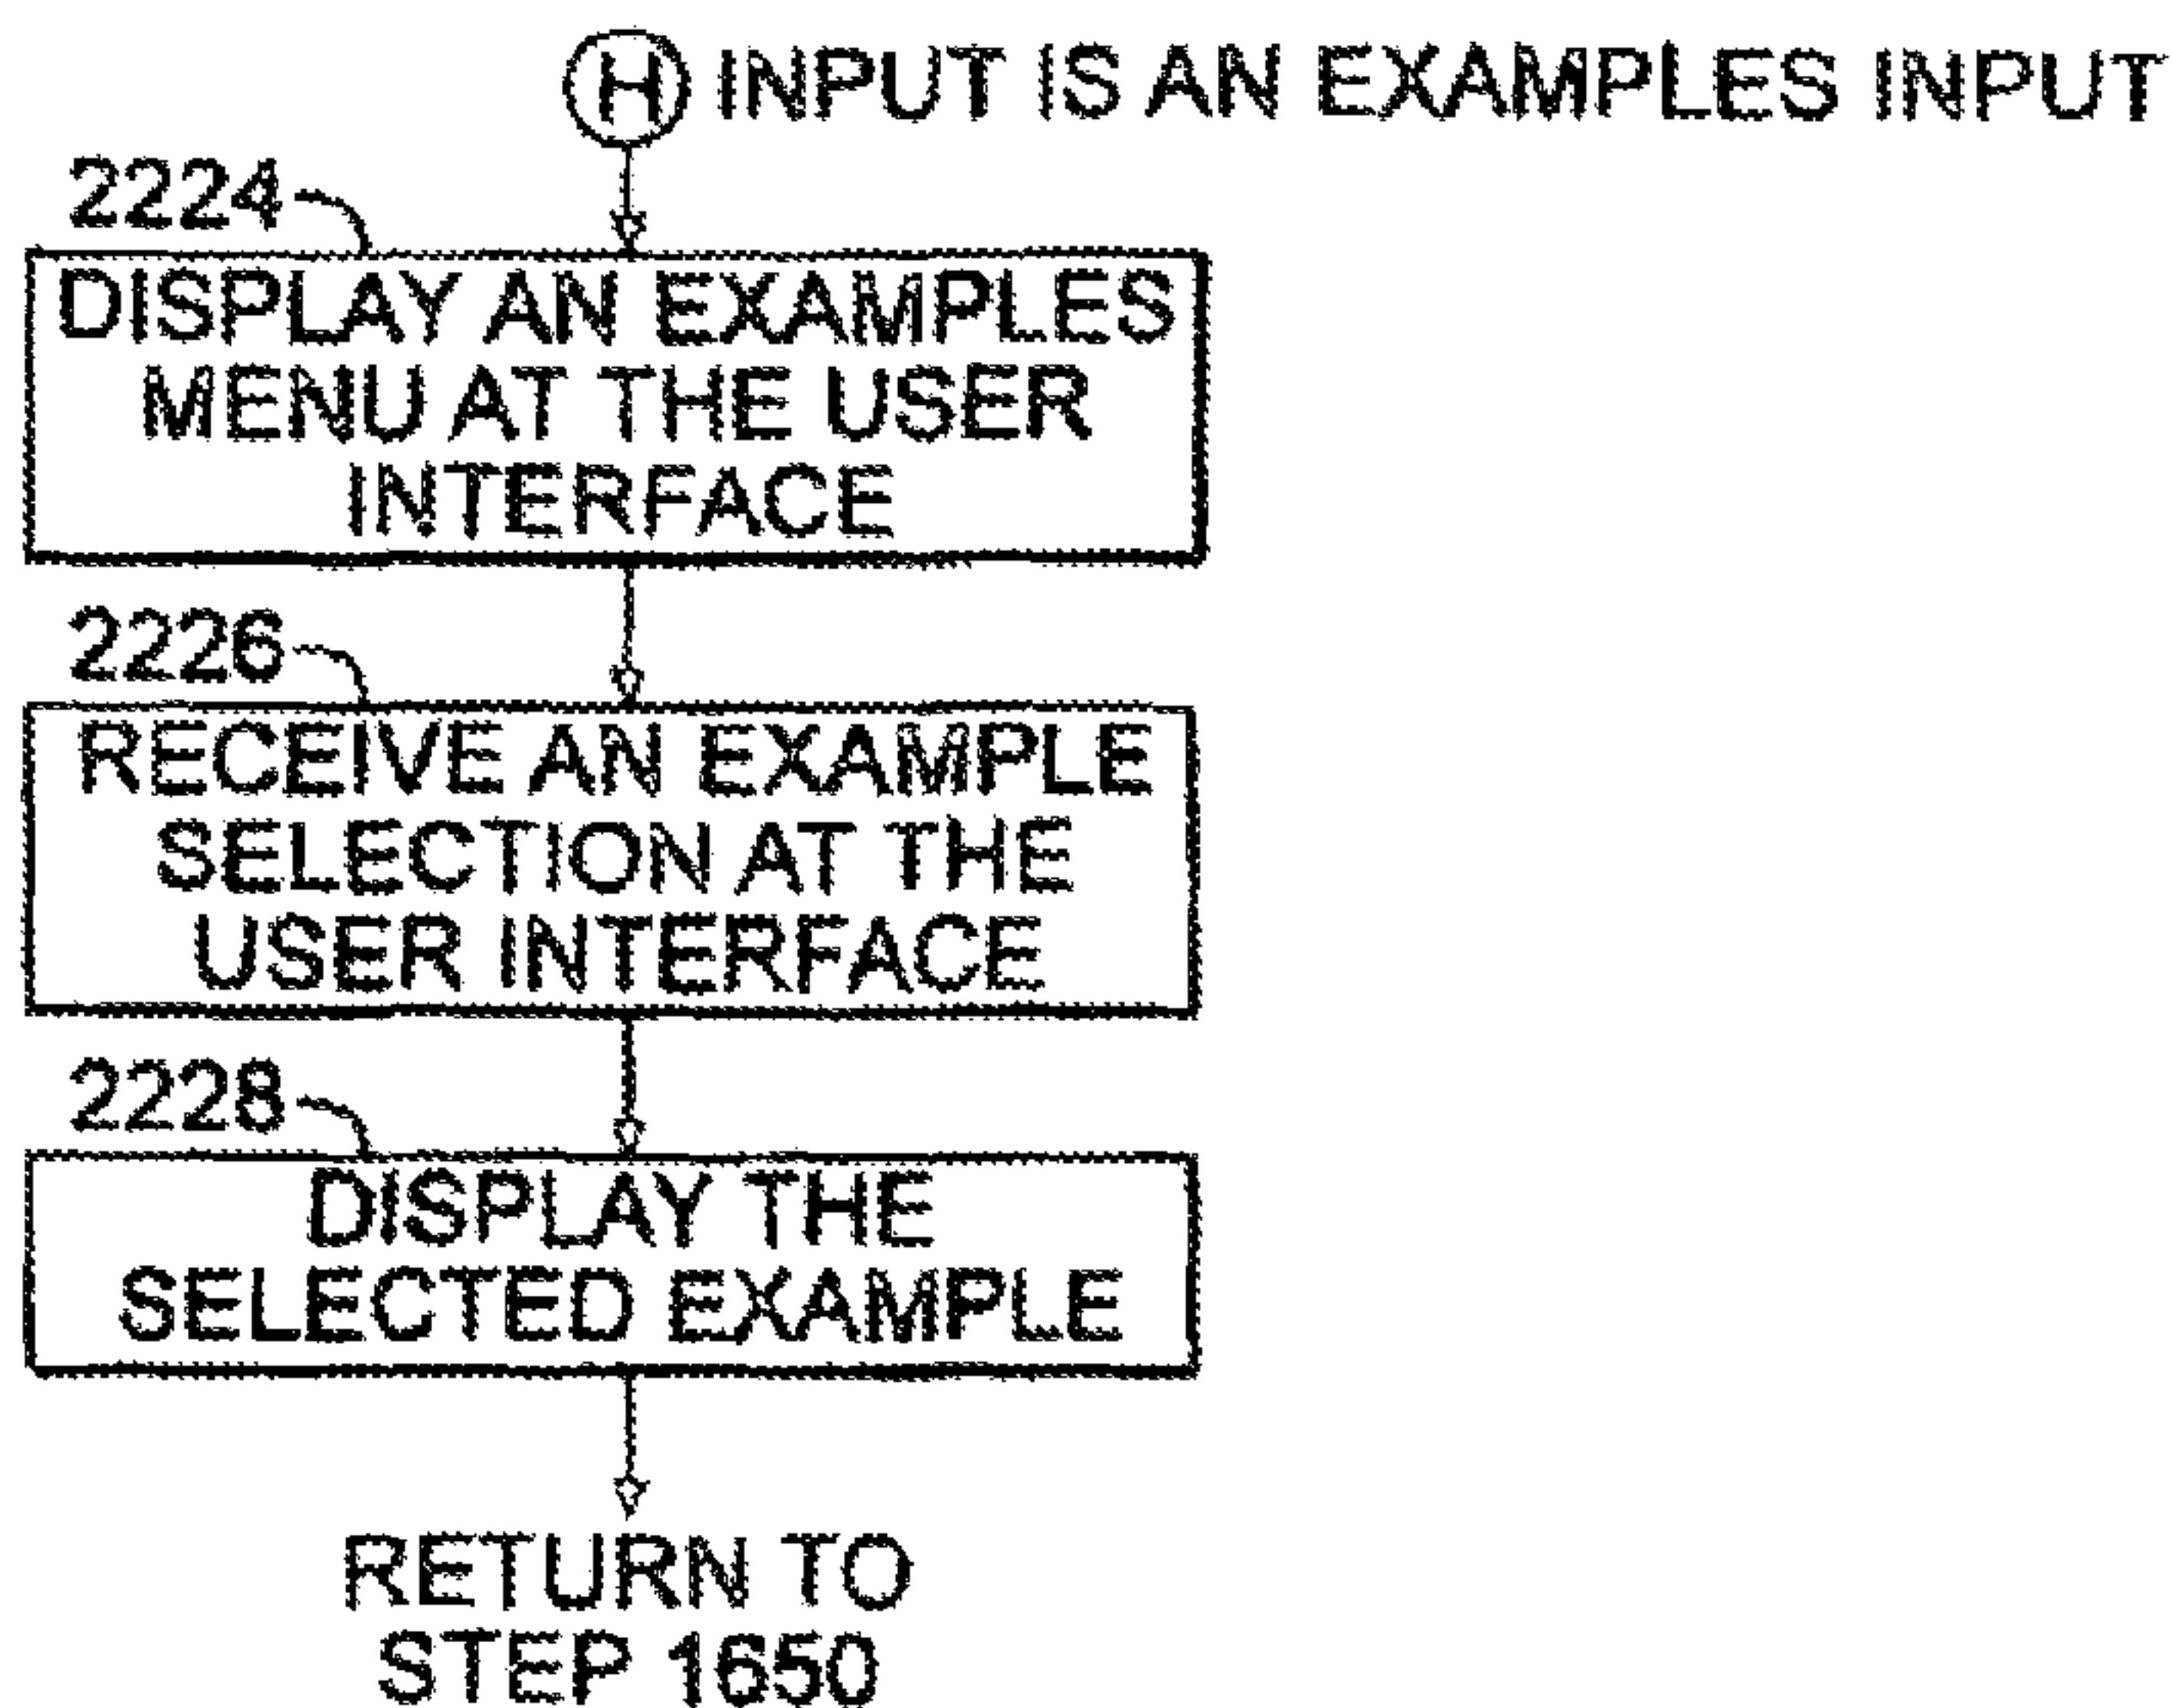 H INPUT IS AN EXAMPLES INPUT
2224
DISPLAY AN EXAMPLES
MENU AT THE USER
INTERFACE
2226
RECEIVE AN EXAMPLE
SELECTION AT THE
USER INTERFACE
2228
DISPLAY THE
SELECTED EXAMPLE
RETURN TO
STEP 1650